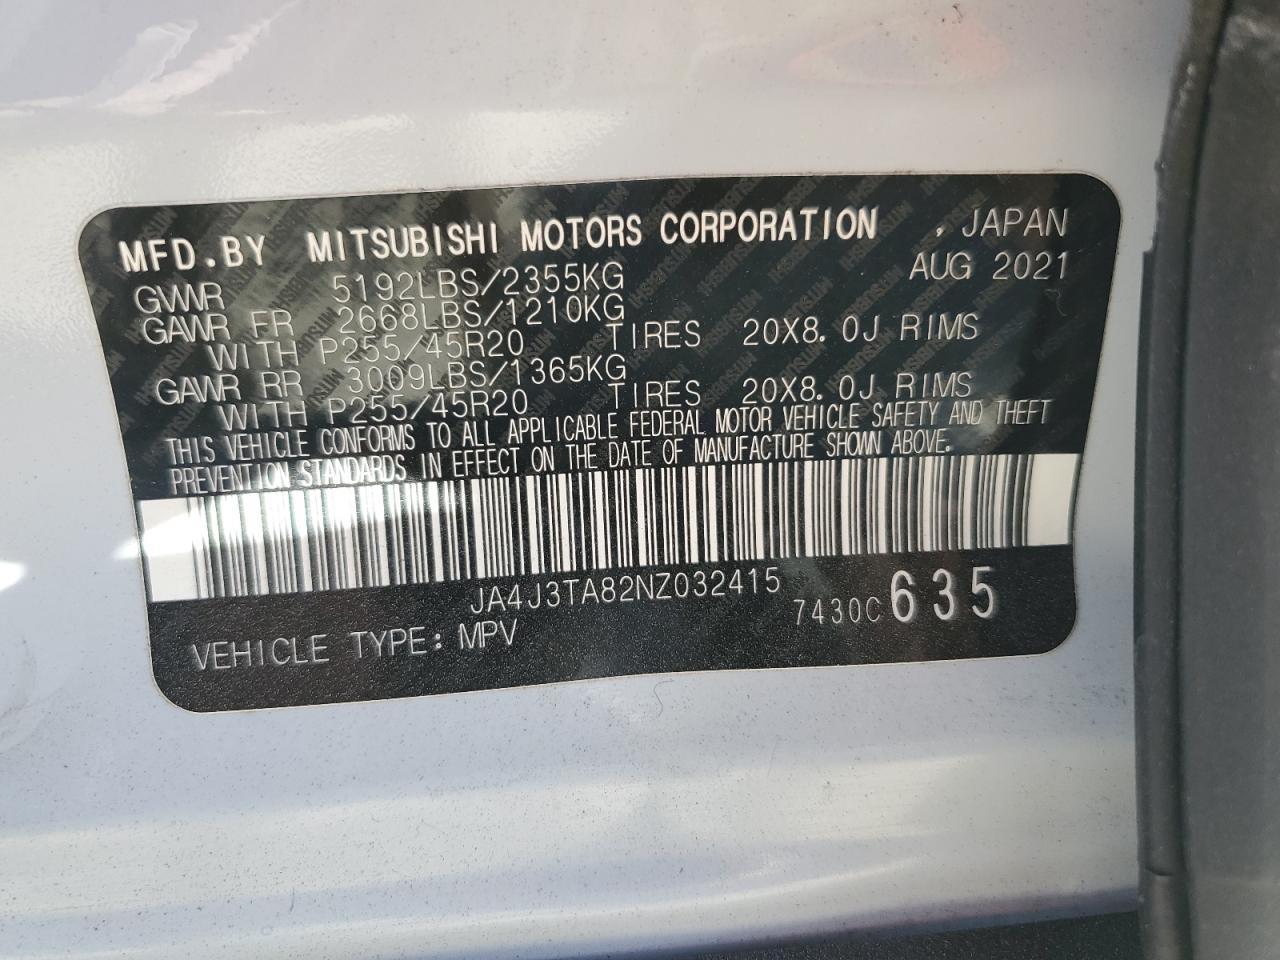 MFD.BY MITSUBISHI MOTORS CORPORATION , JAPAN
GVWR 5192LBS/2355KG AUG 2021
GAWR FR 2668LBS/1210KG
WITH P255/45R20 TIRES 20X8.0J RIMS
GAWR RR 3009LBS/1365KG
WITH P255/45R20 TIRES 20X8.0J RIMS
THIS VEHICLE CONFORMS TO ALL APPLICABLE FEDERAL MOTOR VEHICLE SAFETY AND THEFT
PREVENTION STANDARDS IN EFFECT ON THE DATE OF MANUFACTURE SHOWN ABOVE.
JA4J3TA82NZ032415
7430C 635
VEHICLE TYPE: MPV